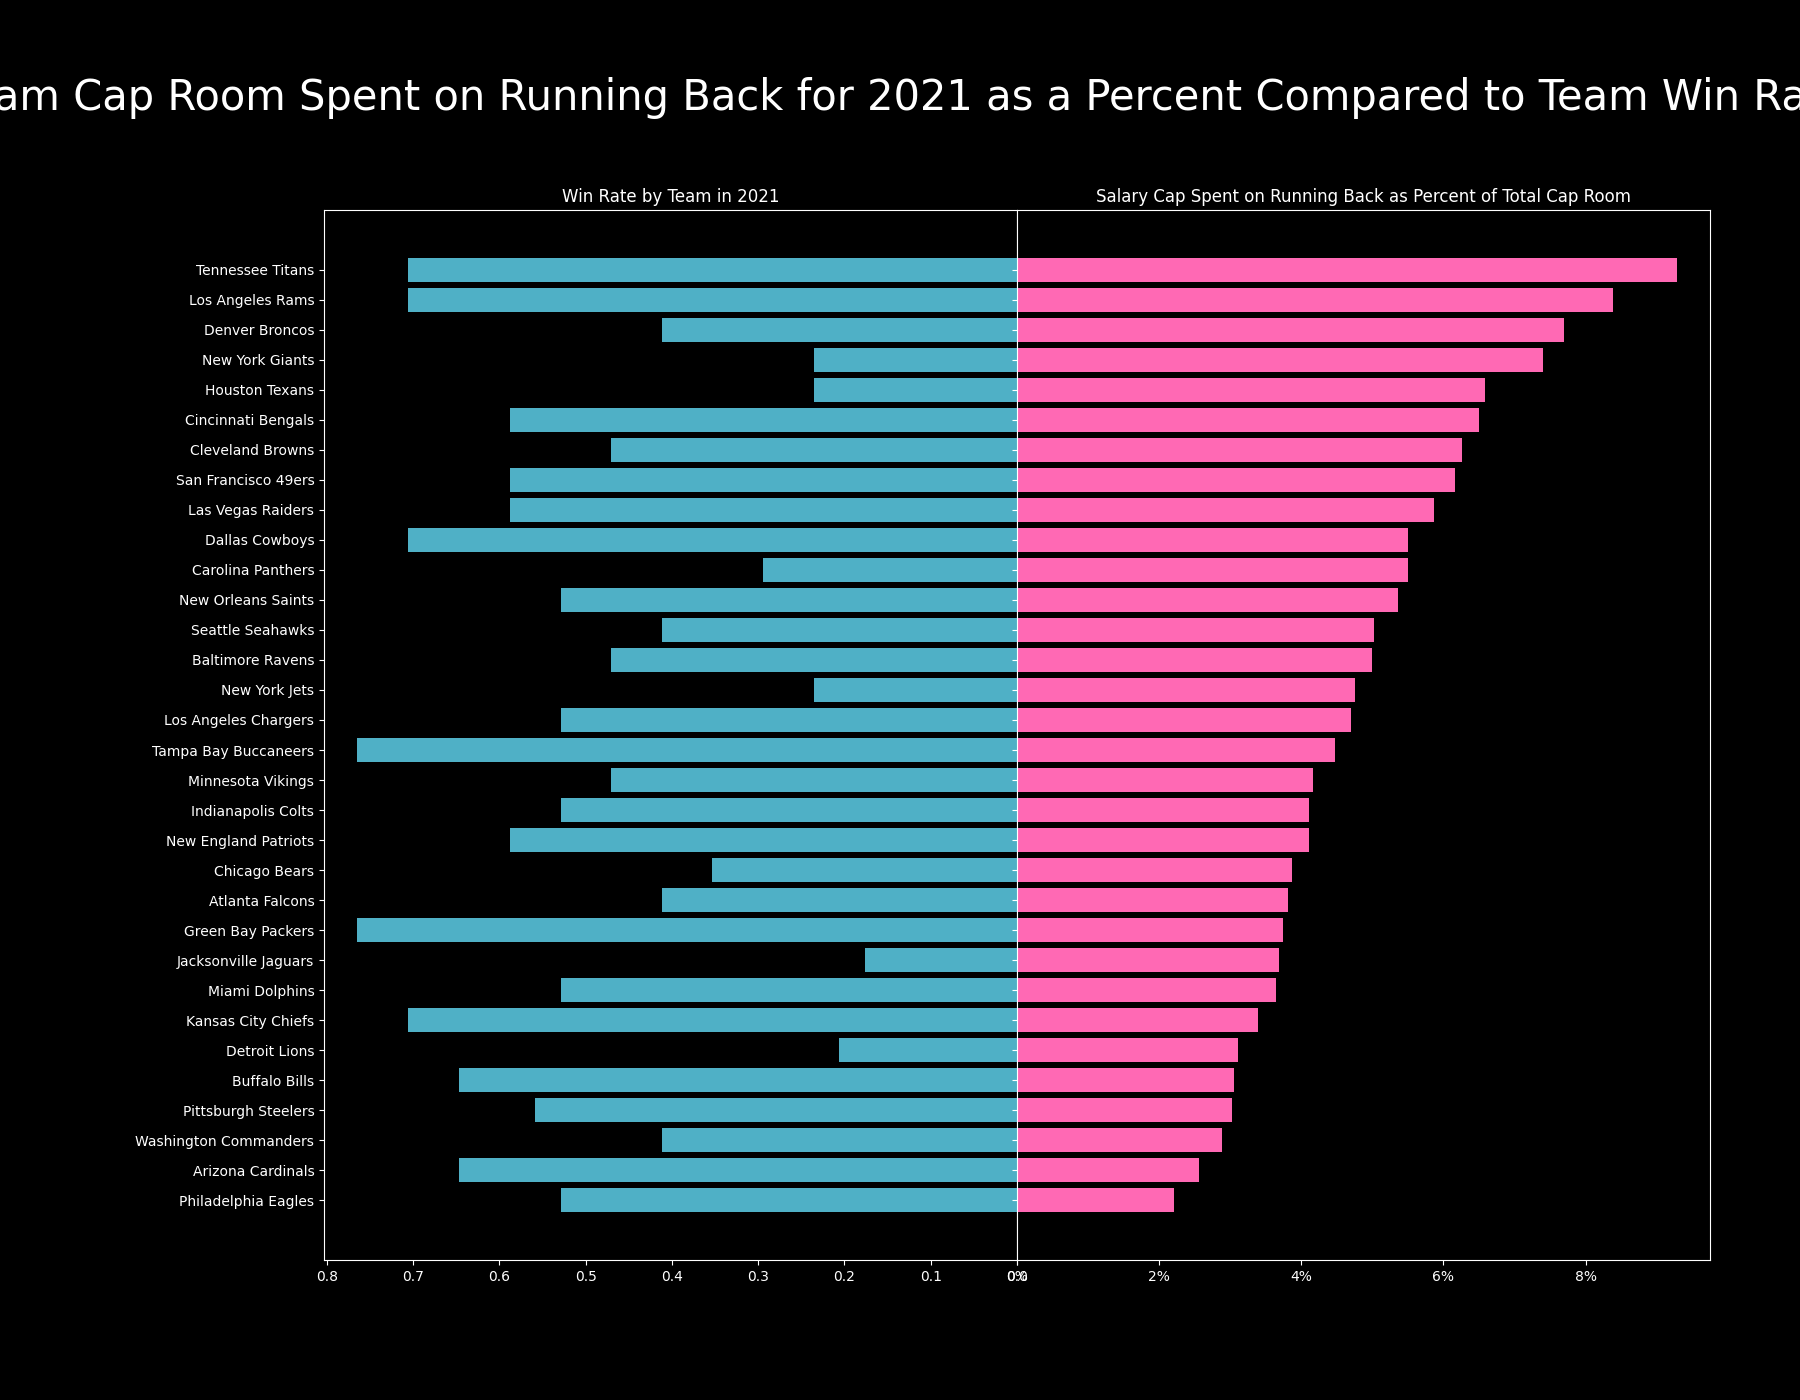 am Cap Room Spent on Running Back for 2021 as a Percent Compared to Team Win Ra
Win Rate by Team in 2021
Salary Cap Spent on Running Back as Percent of Total Cap Room
Tennessee Titans
Los Angeles Rams
Denver Broncos
New York Giants
Houston Texans
Cincinnati Bengals
Cleveland Browns
San Francisco 49ers
Las Vegas Raiders
Dallas Cowboys
Carolina Panthers
New Orleans Saints
Seattle Seahawks
Baltimore Ravens
New York Jets
Los Angeles Chargers
Tampa Bay Buccaneers
Minnesota Vikings
Indianapolis Colts
New England Patriots
Chicago Bears
Atlanta Falcons
Green Bay Packers
Jacksonville Jaguars
Miami Dolphins
Kansas City Chiefs
Detroit Lions
Buffalo Bills
Pittsburgh Steelers
Washington Commanders
Arizona Cardinals
Philadelphia Eagles
0.8 0.7 0.6 0.5 0.4 0.3 0.2 0.1 2% 4% 6% 8%